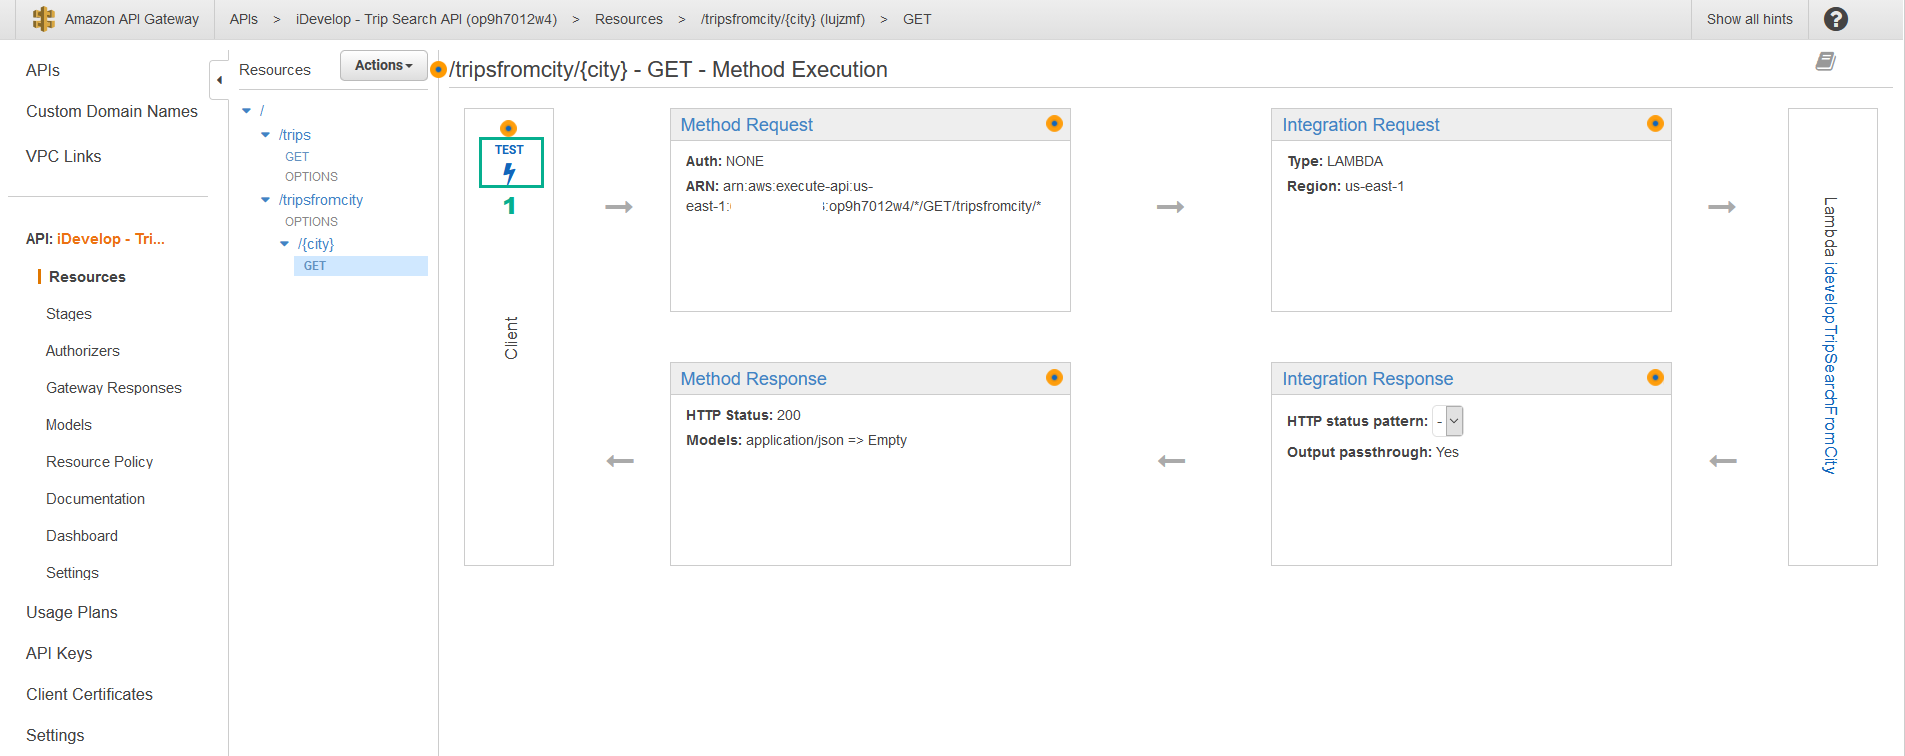 Amazon API Gateway
APIs > iDevelop - Trip Search API (op9h7012w4) > Resources > /tripsfromcity/{city} (lujzmf) > GET
Show all hints
?
APIs
Custom Domain Names
VPC Links
API: iDevelop - Tri...
Resources
Stages
Authorizers
Gateway Responses
Models
Resource Policy
Documentation
Dashboard
Settings
Usage Plans
API Keys
Client Certificates
Settings
Resources
Actions
/
/trips
GET
OPTIONS
/tripsfromcity
OPTIONS
/{city}
GET
/tripsfromcity/{city} - GET - Method Execution
TEST
1
Client
Method Request
Auth: NONE
ARN: arn:aws:execute-api:us-
east-1: :op9h7012w4/*/GET/tripsfromcity/*
Integration Request
Type: LAMBDA
Region: us-east-1
Lambda idevelopTripSearchFromCity
Method Response
HTTP Status: 200
Models: application/json => Empty
Integration Response
HTTP status pattern: -
Output passthrough: Yes